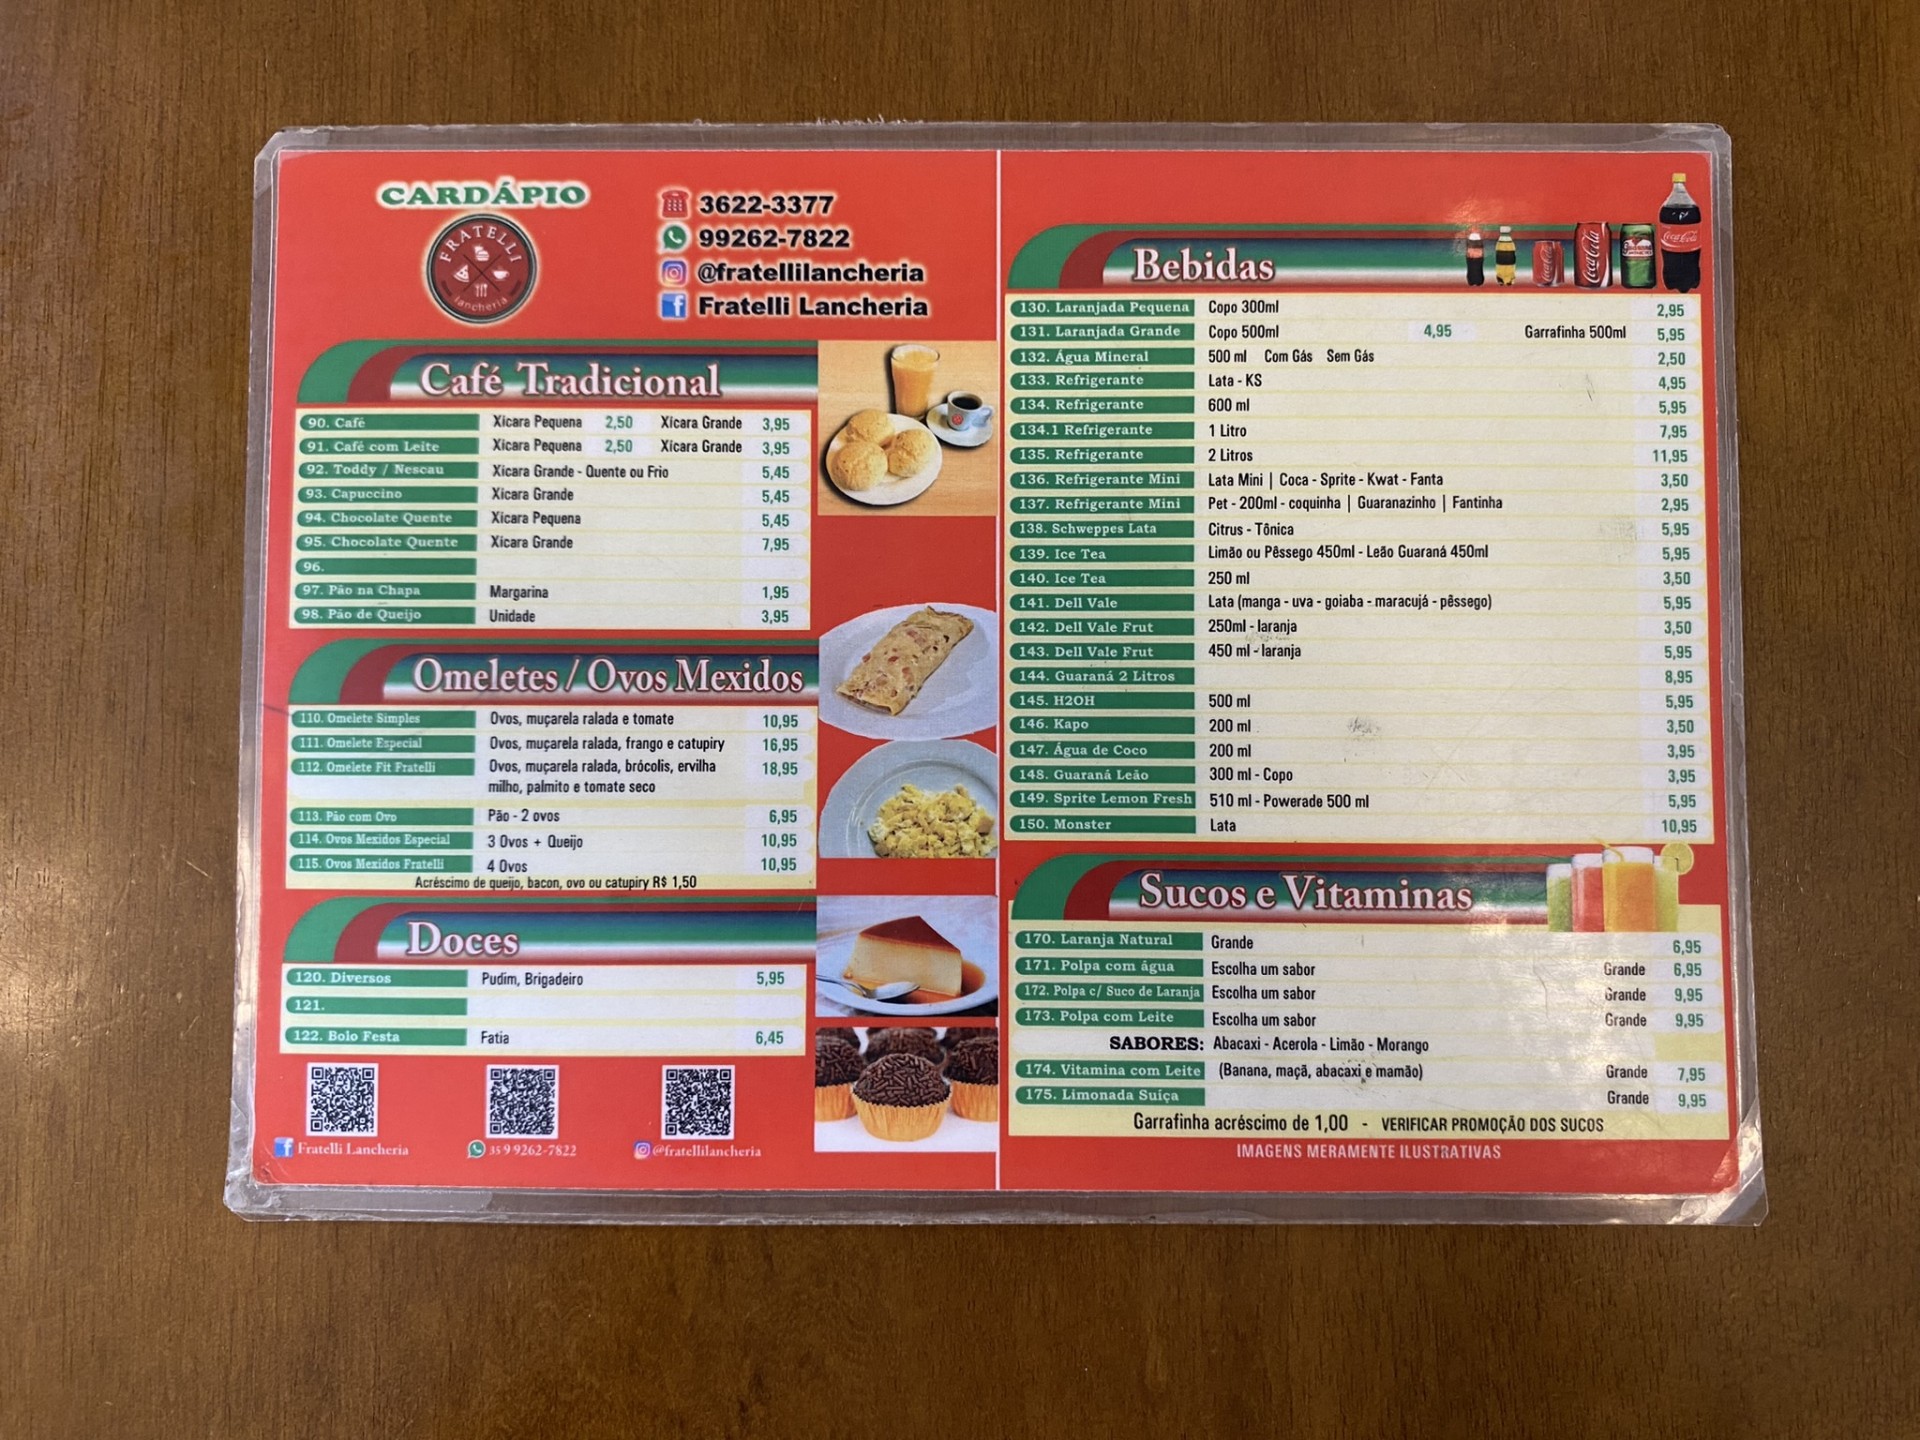 CARDÁPIO
FRATELLI
lancheria
3622-3377
99262-7822
@fratellilancheria
Fratelli Lancheria
Café Tradicional
90. Café Xicara Pequena 2,50 Xicara Grande 3,95
91. Café com Leite Xicara Pequena 2,50 Xicara Grande 3,95
92. Toddy / Nescau Xicara Grande - Quente ou Frio 5,45
93. Capuccino Xicara Grande 5,45
94. Chocolate Quente Xicara Pequena 5,45
95. Chocolate Quente Xicara Grande 7,95
96.
97. Pão na Chapa Margarina 1,95
98. Pão de Queijo Unidade 3,95
Omeletes / Ovos Mexidos
110. Omelete Simples Ovos, muçarela ralada e tomate 10,95
111. Omelete Especial Ovos, muçarela ralada, frango e catupiry 16,95
112. Omelete Fit Fratelli Ovos, muçarela ralada, brócolis, ervilha 18,95
milho, palmito e tomate seco
113. Pão com Ovo Pão - 2 ovos 6,95
114. Ovos Mexidos Especial 3 Ovos + Queijo 10,95
115. Ovos Mexidos Fratelli 4 Ovos 10,95
Acréscimo de queijo, bacon, ovo ou catupiry R$ 1,50
Doces
120. Diversos Pudim, Brigadeiro 5,95
121.
122. Bolo Festa Fatia 6,45
Fratelli Lancheria
35 9 9262-7822
@fratellilancheria
Bebidas
Coca-Cola
Coca-Cola
130. Laranjada Pequena Copo 300ml 2,95
131. Laranjada Grande Copo 500ml 4,95 Garrafinha 500ml 5,95
132. Água Mineral 500 ml Com Gás Sem Gás 2,50
133. Refrigerante Lata - KS 4,95
134. Refrigerante 600 ml 5,95
134.1 Refrigerante 1 Litro 7,95
135. Refrigerante 2 Litros 11,95
136. Refrigerante Mini Lata Mini | Coca - Sprite - Kwat - Fanta 3,50
137. Refrigerante Mini Pet - 200ml - coquinha | Guaranazinho | Fantinha 2,95
138. Schweppes Lata Citrus - Tônica 5,95
139. Ice Tea Limão ou Pêssego 450ml - Leão Guaraná 450ml 5,95
140. Ice Tea 250 ml 3,50
141. Dell Vale Lata (manga - uva - goiaba - maracujá - pêssego) 5,95
142. Dell Vale Frut 250ml - laranja 3,50
143. Dell Vale Frut 450 ml - laranja 5,95
144. Guaraná 2 Litros 8,95
145. H2OH 500 ml 5,95
146. Kapo 200 ml 3,50
147. Água de Coco 200 ml 3,95
148. Guaraná Leão 300 ml - Copo 3,95
149. Sprite Lemon Fresh 510 ml - Powerade 500 ml 5,95
150. Monster Lata 10,95
Sucos e Vitaminas
170. Laranja Natural Grande 6,95
171. Polpa com água Escolha um sabor Grande 6,95
172. Polpa c/ Suco de Laranja Escolha um sabor Grande 9,95
173. Polpa com Leite Escolha um sabor Grande 9,95
SABORES: Abacaxi - Acerola - Limão - Morango
174. Vitamina com Leite (Banana, maçã, abacaxi e mamão) Grande 7,95
175. Limonada Suíça Grande 9,95
Garrafinha acréscimo de 1,00 - VERIFICAR PROMOÇÃO DOS SUCOS
IMAGENS MERAMENTE ILUSTRATIVAS